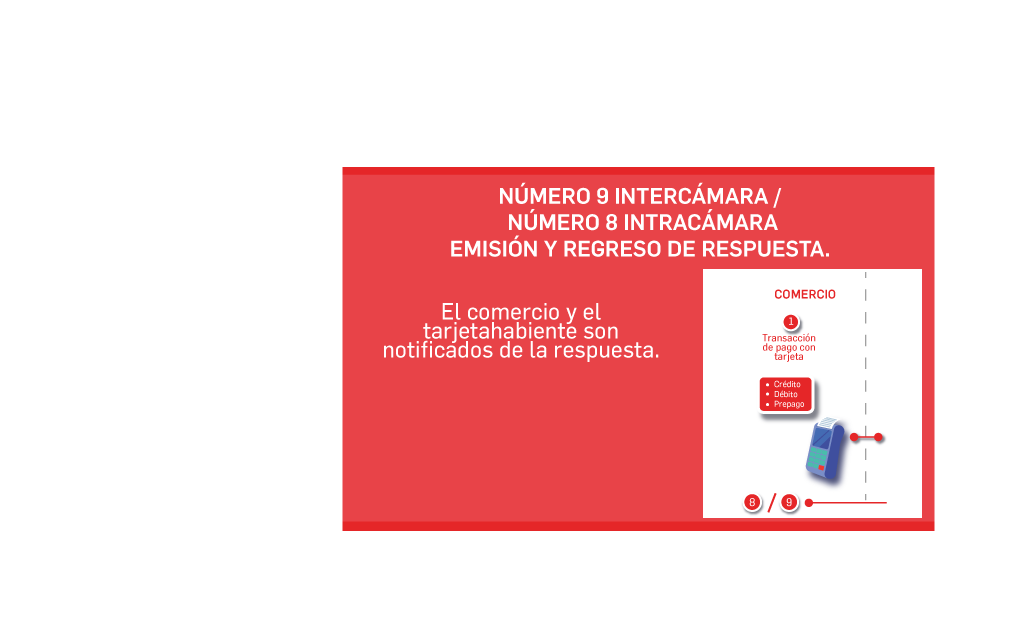 NÚMERO 9 INTERCÁMARA /
NÚMERO 8 INTRACÁMARA
EMISIÓN Y REGRESO DE RESPUESTA.
El comercio y el
tarjetahabiente son
notificados de la respuesta.
COMERCIO
1
Transacción
de pago con
tarjeta
• Crédito
• Débito
• Prepago
8 / 9